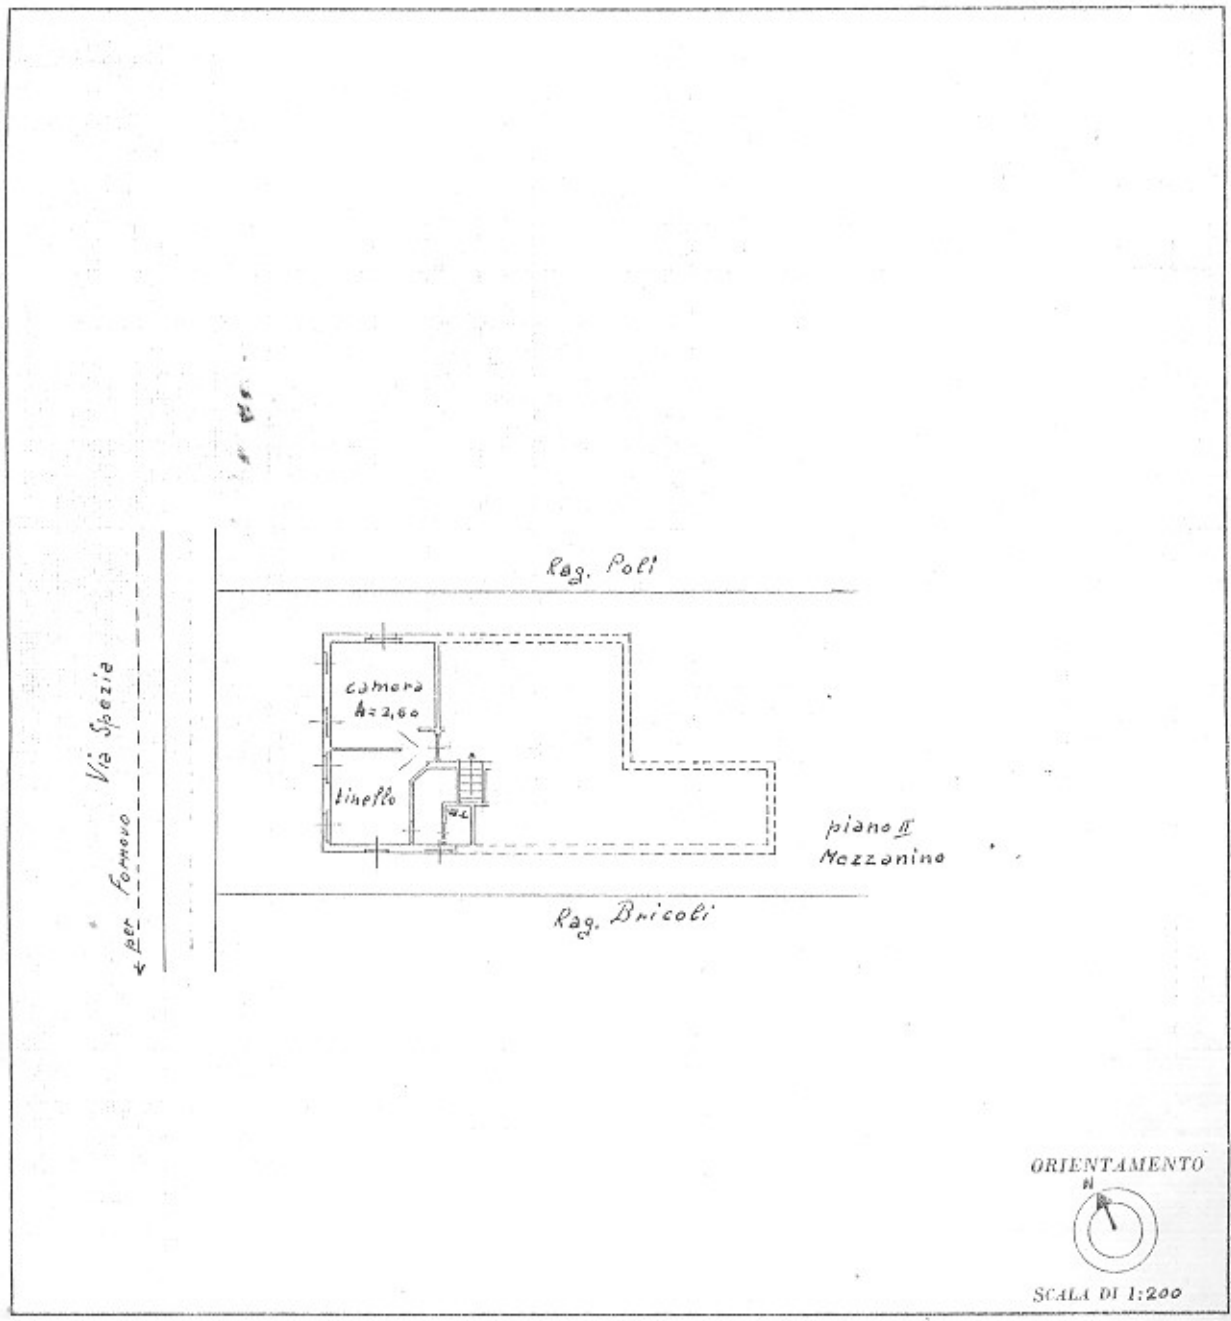 Rag. Poli
Via Spezia
per Fornovo
camera
h=2,60
tinello
W.C.
piano II
Mezzanino
Rag. Bricoli
ORIENTAMENTO
N
SCALA DI 1:200